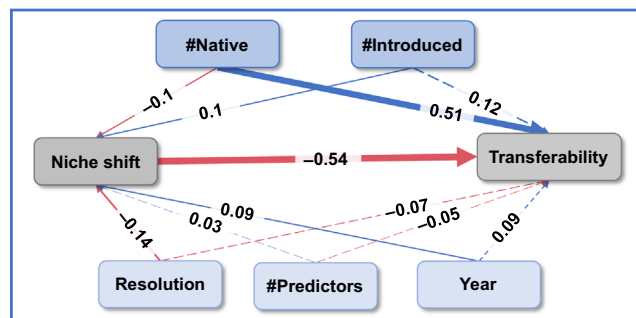 #Native
#Introduced
–0.1
0.1
0.51
0.12
Niche shift
–0.54
Transferability
–0.14
0.03
0.09
–0.07
–0.05
0.09
Resolution
#Predictors
Year